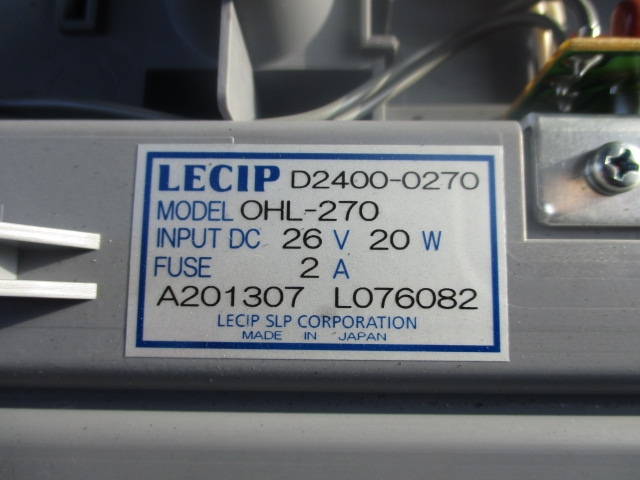 LECIP D2400-0270
MODEL OHL-270
INPUT DC 26 V 20 W
FUSE 2 A
A201307 L076082
LECIP SLP CORPORATION
MADE IN JAPAN